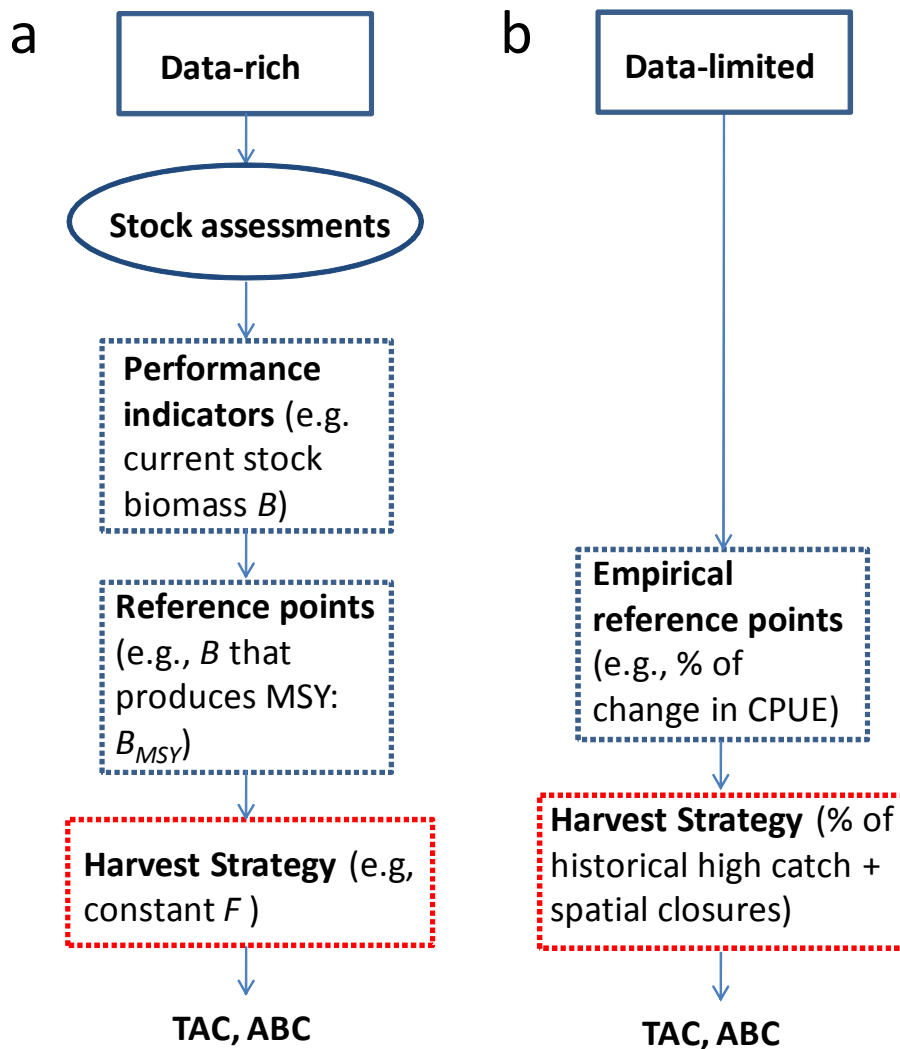 a
Data-rich
Stock assessments
Performance
indicators (e.g.
current stock
biomass B)
Reference points
(e.g., B that
produces MSY:
BMSY)
Harvest Strategy (e.g,
constant F )
TAC, ABC
b
Data-limited
Empirical
reference points
(e.g., % of
change in CPUE)
Harvest Strategy (% of
historical high catch +
spatial closures)
TAC, ABC